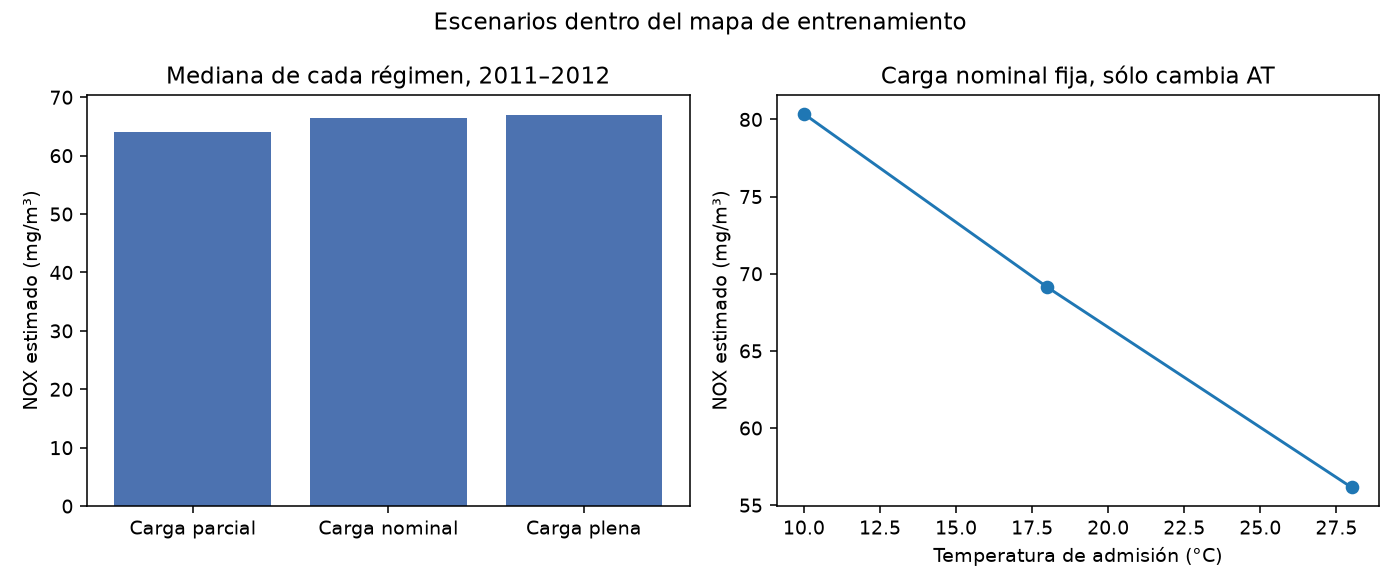 Escenarios dentro del mapa de entrenamiento
Mediana de cada régimen, 2011–2012
NOX estimado (mg/m³)
70
60
50
40
30
20
10
0
Carga parcial
Carga nominal
Carga plena
Carga nominal fija, sólo cambia AT
NOX estimado (mg/m³)
80
75
70
65
60
55
10.0
12.5
15.0
17.5
20.0
22.5
25.0
27.5
Temperatura de admisión (°C)